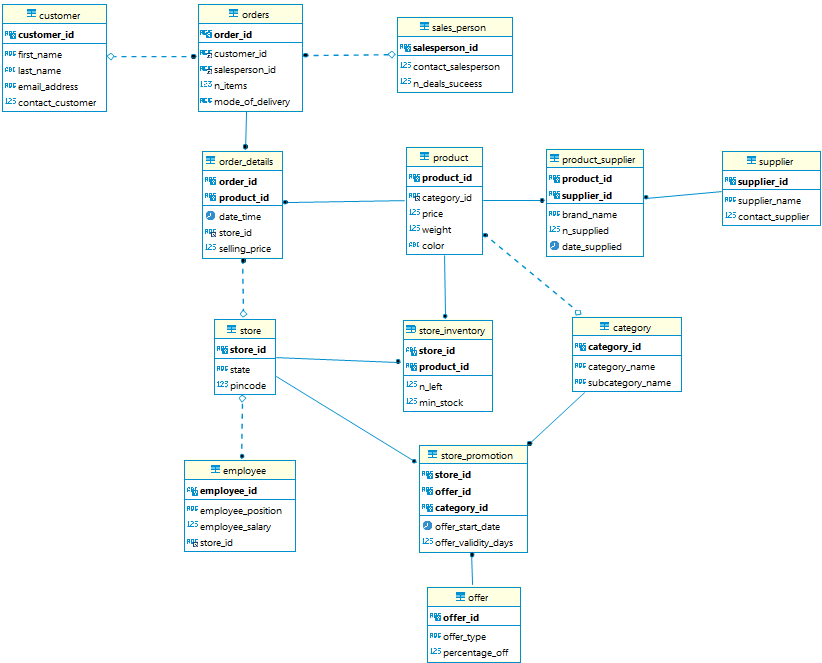 customer
customer_id
first_name
last_name
email_address
contact_customer
orders
order_id
customer_id
salesperson_id
n_items
mode_of_delivery
sales_person
salesperson_id
contact_salesperson
n_deals_suceess
order_details
order_id
product_id
date_time
store_id
selling_price
product
product_id
category_id
price
weight
color
product_supplier
product_id
supplier_id
brand_name
n_supplied
date_supplied
supplier
supplier_id
supplier_name
contact_supplier
store
store_id
state
pincode
store_inventory
store_id
product_id
n_left
min_stock
category
category_id
category_name
subcategory_name
employee
employee_id
employee_position
employee_salary
store_id
store_promotion
store_id
offer_id
category_id
offer_start_date
offer_validity_days
offer
offer_id
offer_type
percentage_off